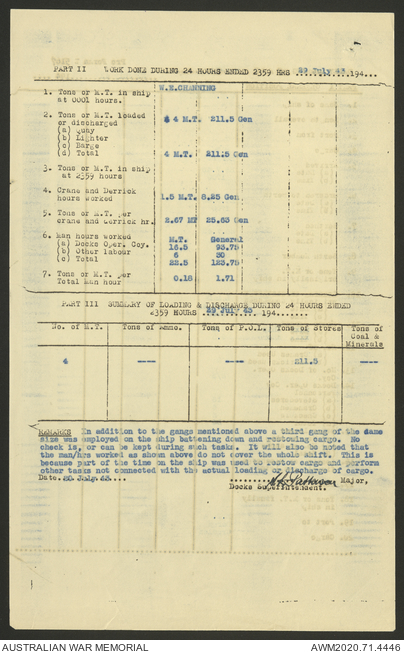 PART II WORK DONE DURING 24 HOURS ENDED 2359 HRS 29 July 43 194...
W.E.CHANNING
1. Tons or M.T. in ship
at 0001 hours.
2. Tons or M.T. loaded
or discharged
(a) Quay 4 M.T. 211.5 Gen
(b) Lighter
(c) Barge
(d) Total 4 M.T. 211.5 Gen
3. Tons or M.T. in ship
at 2359 hours
4. Crane and Derrick
hours worked 1.5 M.T. 8.25 Gen
5. Tons or M.T. per
crane and derrick hr. 2.67 MT 25.63 Gen
6. Man hours worked M.T. General
(a) Docks Oper. Coy. 16.5 93.75
(b) Other labour 6 30
(c) Total 22.5 123.75
7. Tons or M.T. per
Total man hour 0.18 1.71
PART III SUMMARY OF LOADING & DISCHARGE DURING 24 HOURS ENDED
2359 HOURS 29 July 43 194.......
No. of M.T. Tons of Ammo. Tons of P.O.L. Tons of Stores Tons of
Coal &
Minerals
4 ---- ---- 211.5 ----
REMARKS In addition to the gangs mentioned above a third gang of the same
size was employed on the ship battening down and restowing cargo. No
check is, or can be kept during such tasks. It will also be noted that
the man/hrs worked as shown above do not cover the whole shift. This is
because part of the time on the ship was used to restow cargo and perform
other tasks not connected with the actual loading or discharge of cargo.
Date. 30 July 43.... Major,
Docks Superintendent.
AUSTRALIAN WAR MEMORIAL AWM2020.71.4446